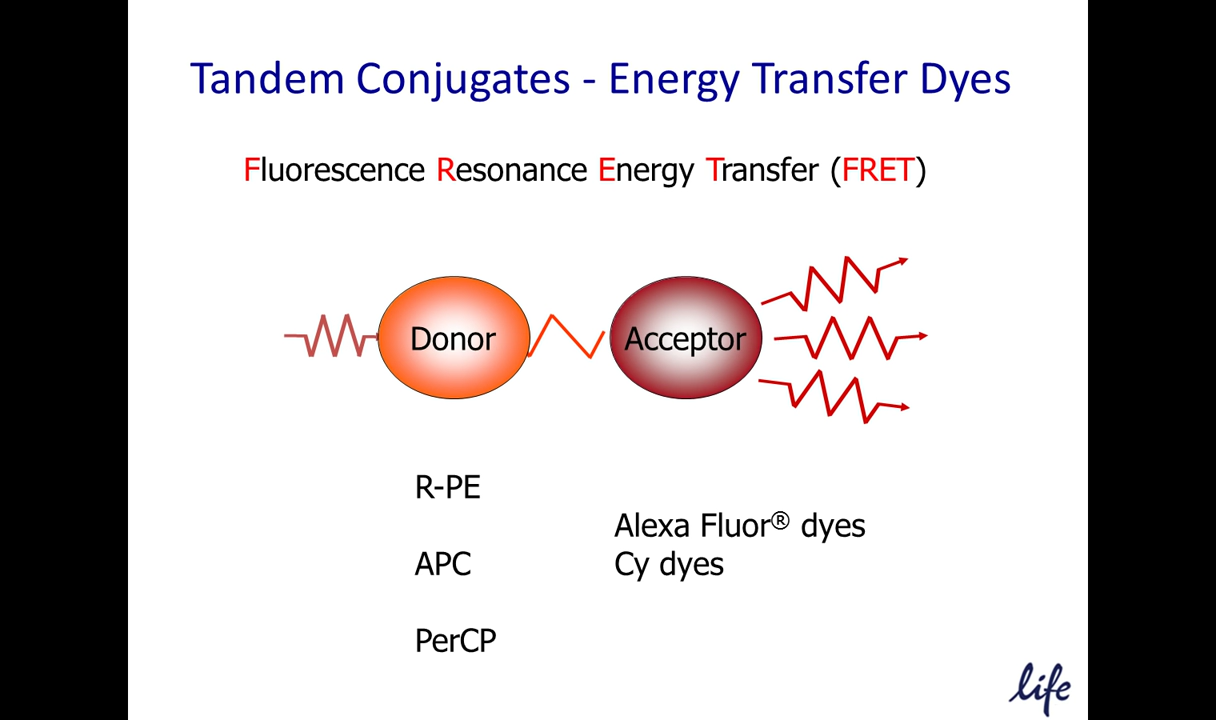 Tandem Conjugates - Energy Transfer Dyes
Fluorescence Resonance Energy Transfer (FRET)
Donor
Acceptor
R-PE
APC
PerCP
Alexa Fluor® dyes
Cy dyes
life